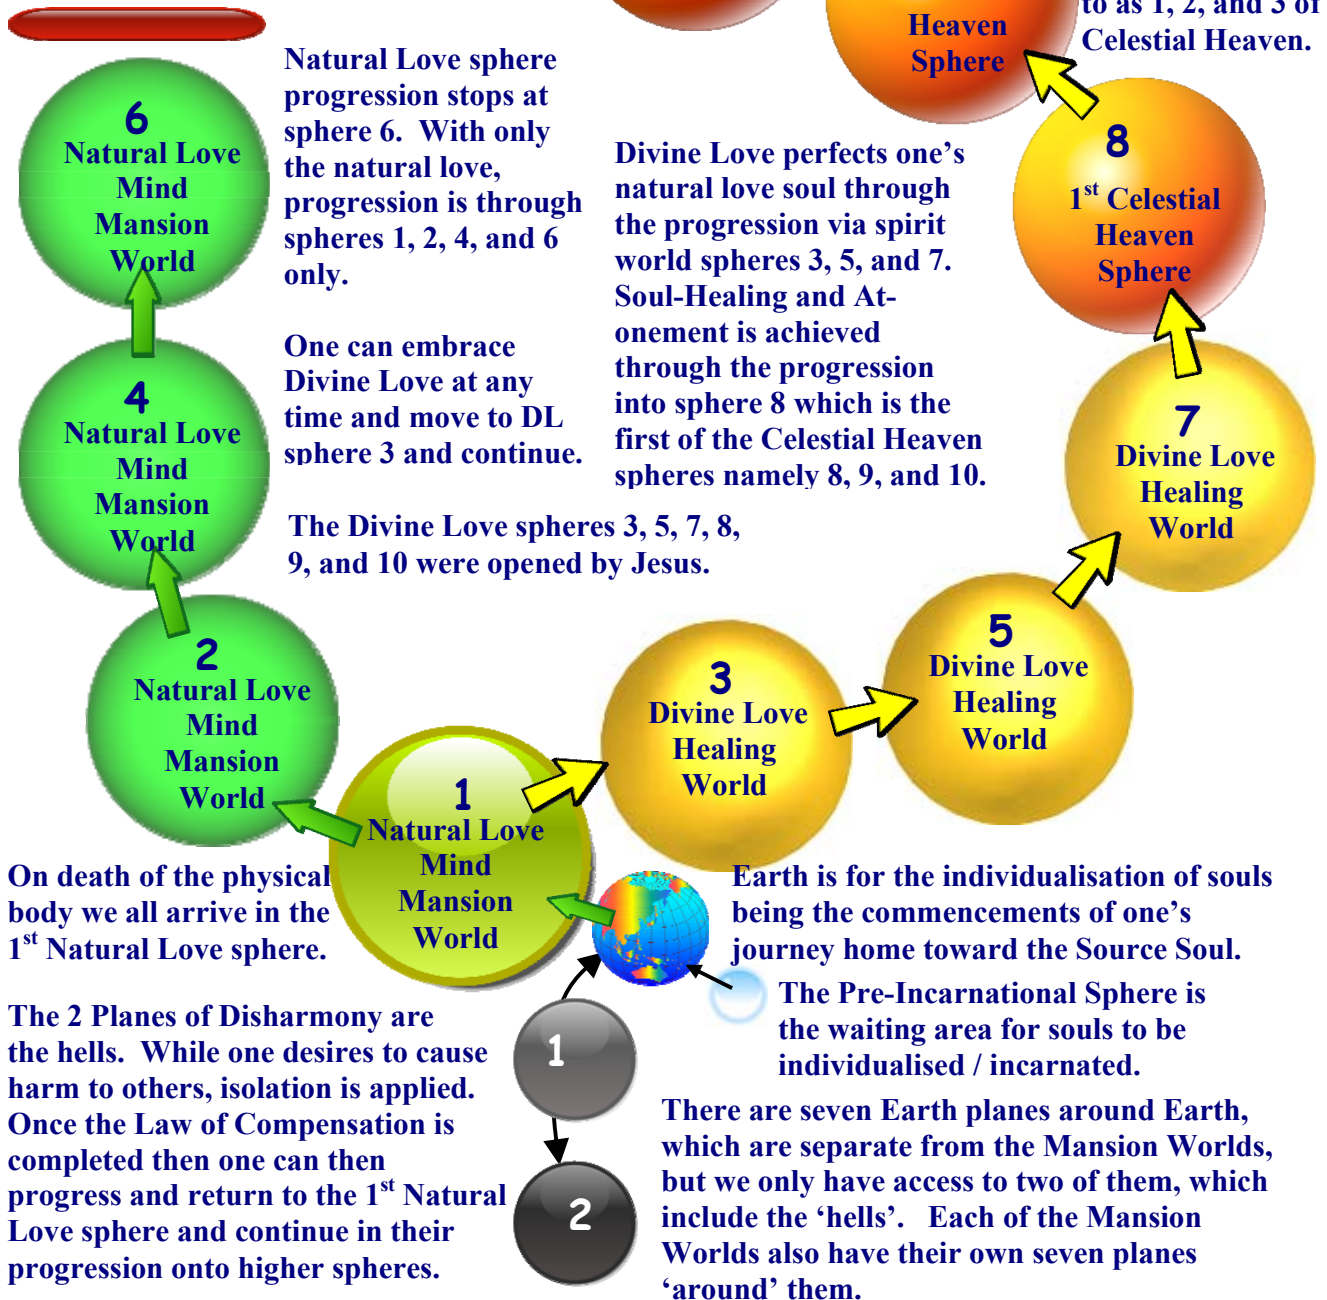 to as 1, 2, and 3 of
Celestial Heaven.
Heaven
Sphere
6
Natural Love
Mind
Mansion
World
Natural Love sphere
progression stops at
sphere 6.  With only
the natural love,
progression is through
spheres 1, 2, 4, and 6
only.
One can embrace
Divine Love at any
time and move to DL
sphere 3 and continue.
Divine Love perfects one’s
natural love soul through
the progression via spirit
world spheres 3, 5, and 7.
Soul-Healing and At-
onement is achieved
through the progression
into sphere 8 which is the
first of the Celestial Heaven
spheres namely 8, 9, and 10.
8
1st Celestial
Heaven
Sphere
4
Natural Love
Mind
Mansion
World
7
Divine Love
Healing
World
The Divine Love spheres 3, 5, 7, 8,
9, and 10 were opened by Jesus.
2
Natural Love
Mind
Mansion
World
3
Divine Love
Healing
World
5
Divine Love
Healing
World
1
Natural Love
Mind
Mansion
World
On death of the physical
body we all arrive in the
1st Natural Love sphere.
Earth is for the individualisation of souls
being the commencements of one’s
journey home toward the Source Soul.
The Pre-Incarnational Sphere is
the waiting area for souls to be
individualised / incarnated.
The 2 Planes of Disharmony are
the hells.  While one desires to cause
harm to others, isolation is applied.
Once the Law of Compensation is
completed then one can then
progress and return to the 1st Natural
Love sphere and continue in their
progression onto higher spheres.
1
2
There are seven Earth planes around Earth,
which are separate from the Mansion Worlds,
but we only have access to two of them, which
include the ‘hells’.   Each of the Mansion
Worlds also have their own seven planes
‘around’ them.